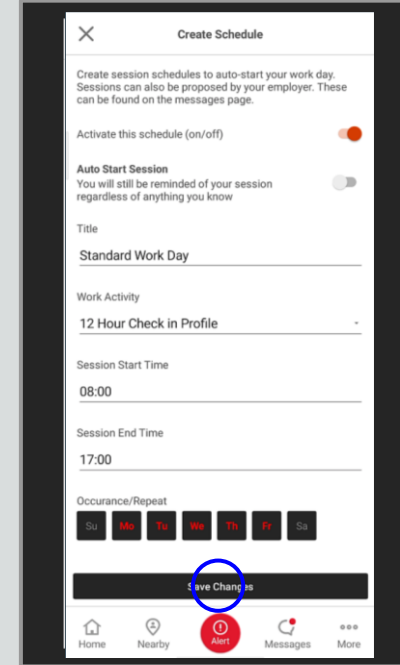 Create Schedule
Create session schedules to auto-start your work day.
Sessions can also be proposed by your employer. These
can be found on the messages page.
Activate this schedule (on/off)
Auto Start Session
You will still be reminded of your session
regardless of anything you know
Title
Standard Work Day
Work Activity
12 Hour Check in Profile
Session Start Time
08:00
Session End Time
17:00
Occurance/Repeat
Su Mo Tu We Th Fr Sa
Save Changes
Home Nearby Alert Messages More